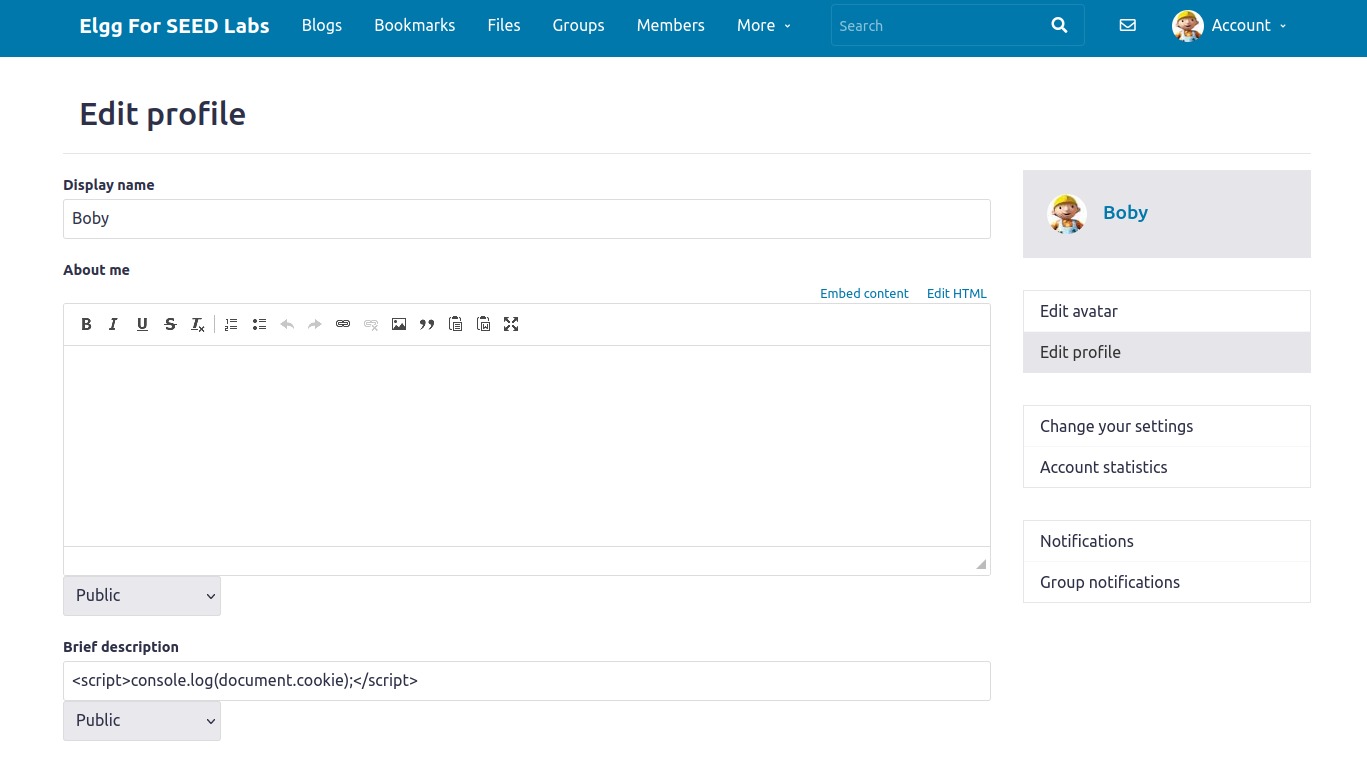 Elgg For SEED Labs Blogs Bookmarks Files Groups Members More Search Account
Edit profile
Display name
Boby
About me
Embed content Edit HTML
B I U S Tx
Public
Brief description
<script>console.log(document.cookie);</script>
Public
Boby
Edit avatar
Edit profile
Change your settings
Account statistics
Notifications
Group notifications